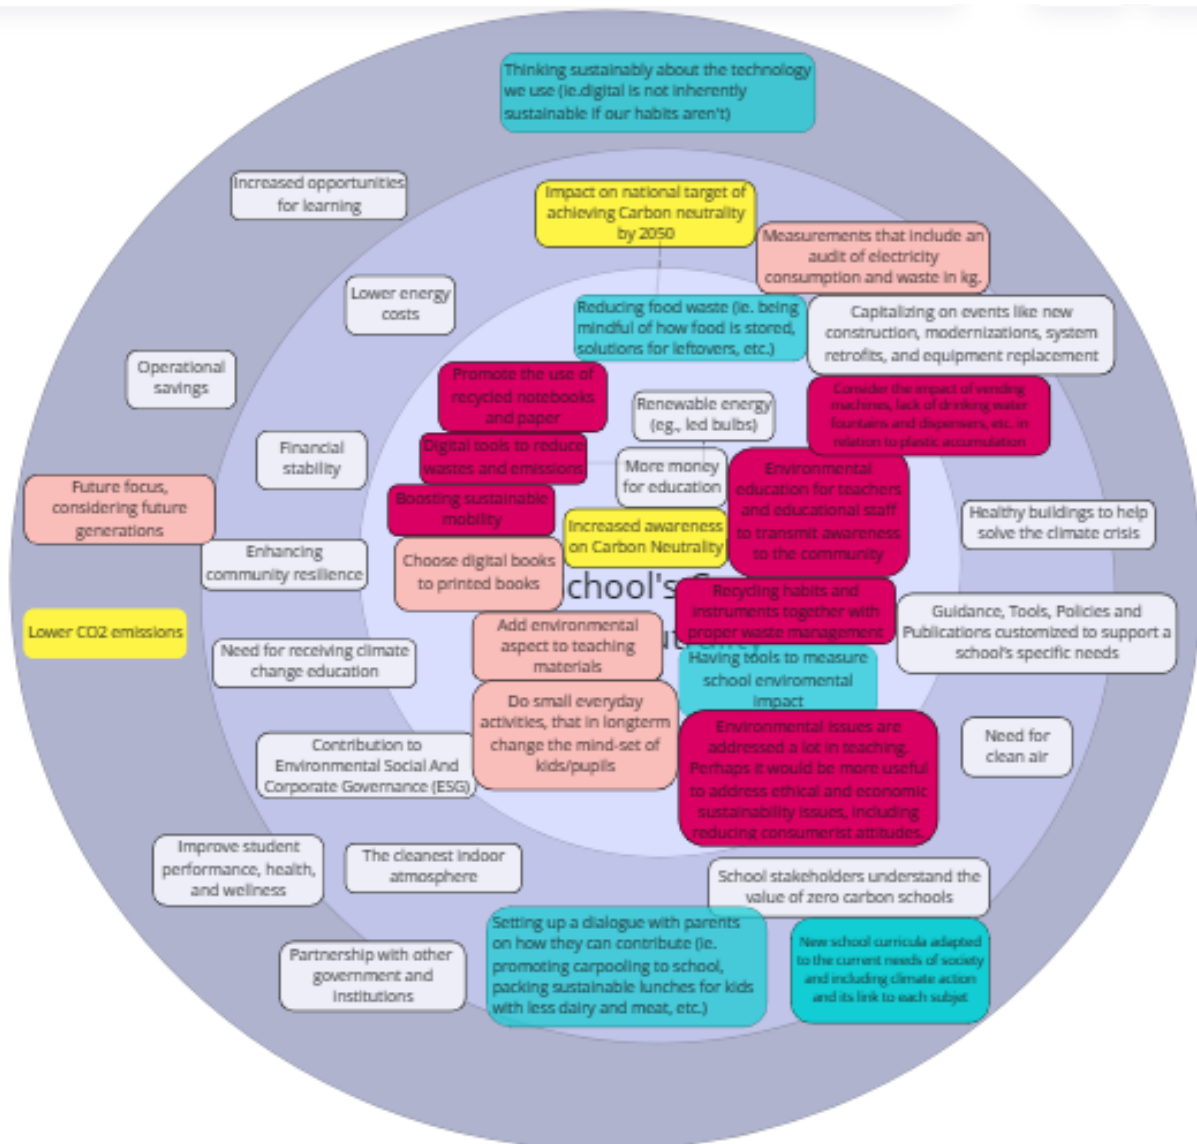 Thinking sustainably about the technology
we use (ie.digital is not inherently
sustainable if our habits aren't)
Increased opportunities
for learning
Impact on national target of
achieving Carbon neutrality
by 2050
Measurements that include an
audit of electricity
consumption and waste in kg.
Lower energy
costs
Reducing food waste (ie. being
mindful of how food is stored,
solutions for leftovers, etc.)
Capitalizing on events like new
construction, modernizations, system
retrofits, and equipment replacement
Operational
savings
Promote the use of
recycled notebooks
and paper
Renewable energy
(eg., led bulbs)
Consider the impact of vending
machines, lack of drinking water
fountains and dispensers, etc. in
relation to plastic accumulation
Financial
stability
Digital tools to reduce
wastes and emissions
More money
for education
Environmental
education for teachers
and educational staff
to transmit awareness
to the community
Future focus,
considering future
generations
Boosting sustainable
mobility
Increased awareness
on Carbon Neutrality
Healthy buildings to help
solve the climate crisis
Enhancing
community resilience
Choose digital books
to printed books
chool's
Recycling habits and
instruments together with
proper waste management
Lower CO2 emissions
Add environmental
aspect to teaching
materials
Guidance, Tools, Policies and
Publications customized to support a
school's specific needs
Need for receiving climate
change education
Having tools to measure
school enviromental
impact
Do small everyday
activities, that in longterm
change the mind-set of
kids/pupils
Contribution to
Environmental Social And
Corporate Governance (ESG)
Environmental issues are
addressed a lot in teaching.
Perhaps it would be more useful
to address ethical and economic
sustainability issues, including
reducing consumerist attitudes.
Need for
clean air
Improve student
performance, health,
and wellness
The cleanest indoor
atmosphere
School stakeholders understand the
value of zero carbon schools
Partnership with other
government and
institutions
Setting up a dialogue with parents
on how they can contribute (ie.
promoting carpooling to school,
packing sustainable lunches for kids
with less dairy and meat, etc.)
New school curricula adapted
to the current needs of society
and including climate action
and its link to each subjet